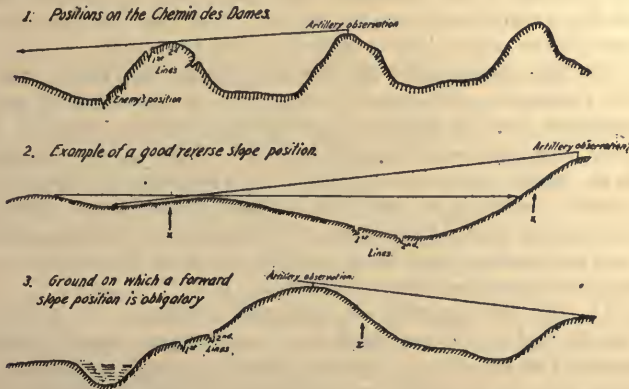 1. Positions on the Chemin des Dames.
Artillery observation
1st 2d
Lines
Enemy's position
2. Example of a good reverse slope position.
Artillery observation
x
x
1st
2nd
Lines.
3. Ground on which a forward
slope position is obligatory
Artillery observation.
1st 2nd.
Lines